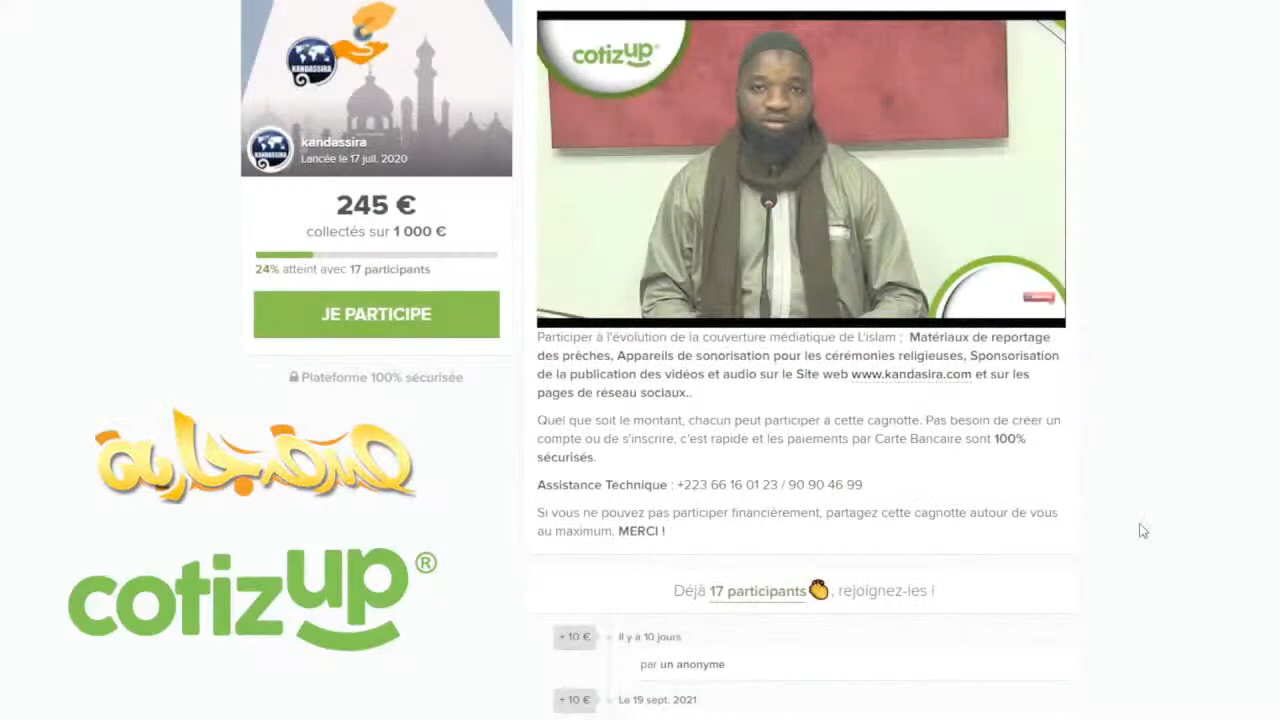 KANDASSIRA
KANDASSIRA
kandassira
Lancée le 17 juil. 2020
245 €
collectés sur 1 000 €
24% atteint avec 17 participants
JE PARTICIPE
Plateforme 100% sécurisée
صدقة جارية
cotizup®
cotizup®
Participer à l'évolution de la couverture médiatique de L'islam ; Matériaux de reportage
des prêches, Appareils de sonorisation pour les cérémonies religieuses, Sponsorisation
de la publication des vidéos et audio sur le Site web www.kandasira.com et sur les
pages de réseau sociaux..
Quel que soit le montant, chacun peut participer à cette cagnotte. Pas besoin de créer un
compte ou de s'inscrire, c'est rapide et les paiements par Carte Bancaire sont 100%
sécurisés.
Assistance Technique : +223 66 16 01 23 / 90 90 46 99
Si vous ne pouvez pas participer financièrement, partagez cette cagnotte autour de vous
au maximum. MERCI !
Déjà 17 participants , rejoignez-les !
+ 10 € Il y a 10 jours
par un anonyme
+ 10 € Le 19 sept. 2021